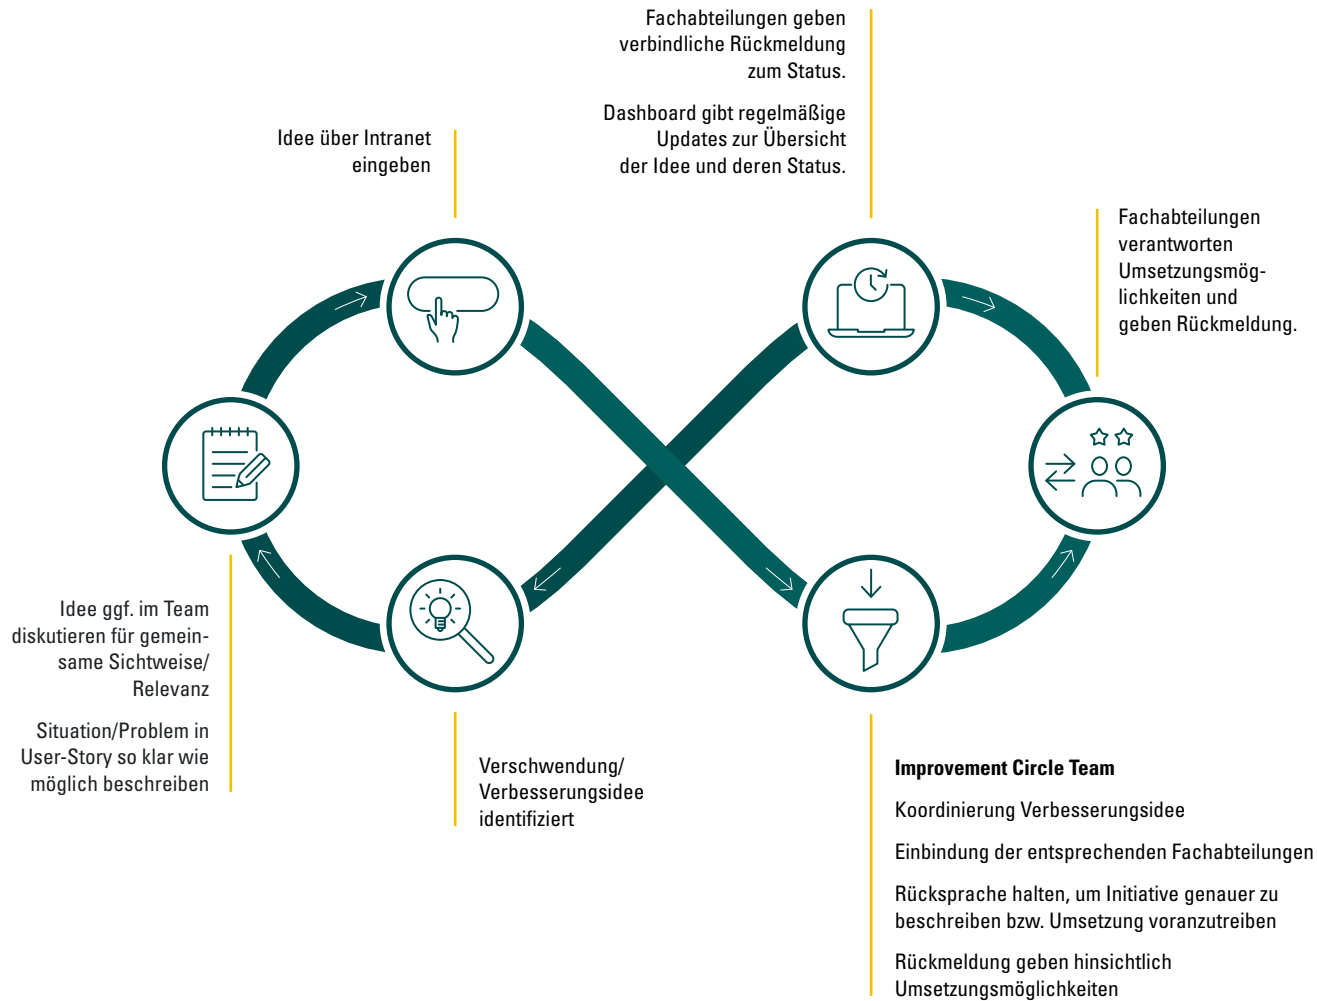 Fachabteilungen geben
verbindliche Rückmeldung
zum Status.
Dashboard gibt regelmäßige
Updates zur Übersicht
der Idee und deren Status.
Idee über Intranet
eingeben
Fachabteilungen
verantworten
Umsetzungsmög-
lichkeiten und
geben Rückmeldung.
Idee ggf. im Team
diskutieren für gemein-
same Sichtweise/
Relevanz
Situation/Problem in
User-Story so klar wie
möglich beschreiben
Verschwendung/
Verbesserungsidee
identifiziert
Improvement Circle Team
Koordinierung Verbesserungsidee
Einbindung der entsprechenden Fachabteilungen
Rücksprache halten, um Initiative genauer zu
beschreiben bzw. Umsetzung voranzutreiben
Rückmeldung geben hinsichtlich
Umsetzungsmöglichkeiten